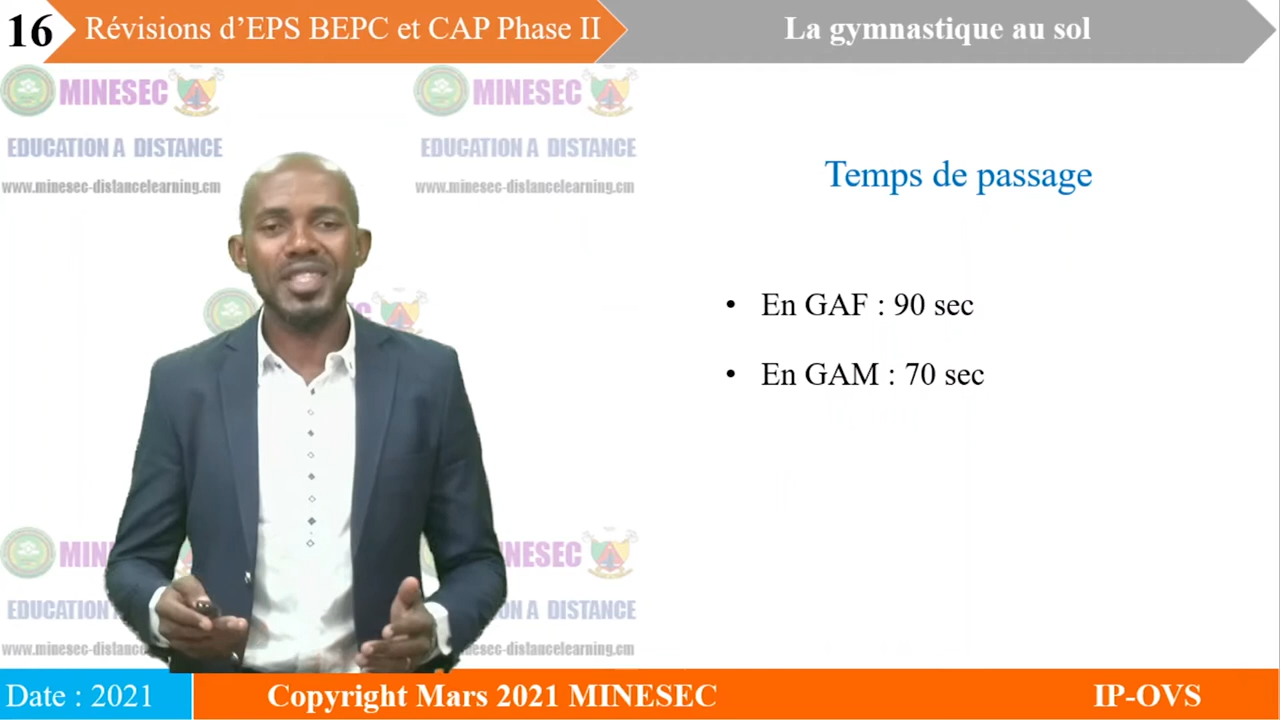 16
Révisions d’EPS BEPC et CAP Phase II
La gymnastique au sol
MINESEC
MINESEC
EDUCATION A DISTANCE
EDUCATION A DISTANCE
www.minesec-distancelearning.cm
www.minesec-distancelearning.cm
Temps de passage
• En GAF : 90 sec
• En GAM : 70 sec
Date : 2021
Copyright Mars 2021 MINESEC
IP-OVS